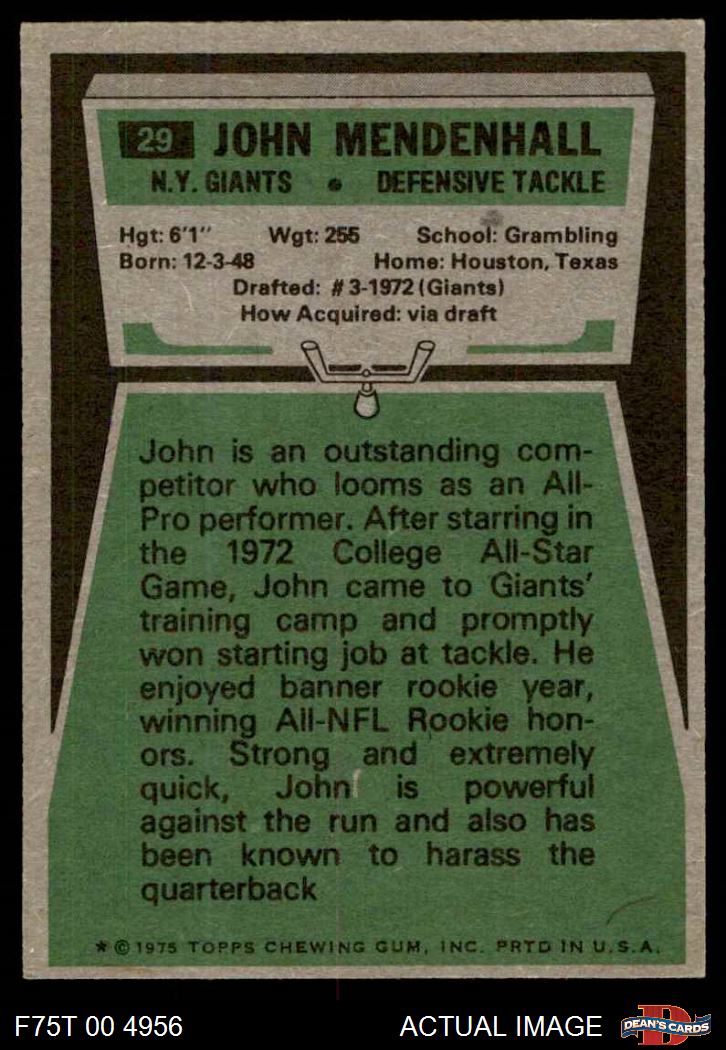 29 JOHN MENDENHALL
N.Y. GIANTS • DEFENSIVE TACKLE
Hgt: 6'1" Wgt: 255 School: Grambling
Born: 12-3-48 Home: Houston, Texas
Drafted: #3-1972 (Giants)
How Acquired: via draft
John is an outstanding com-
petitor who looms as an All-
Pro performer. After starring in
the 1972 College All-Star
Game, John came to Giants'
training camp and promptly
won starting job at tackle. He
enjoyed banner rookie year,
winning All-NFL Rookie hon-
ors. Strong and extremely
quick, John is powerful
against the run and also has
been known to harass the
quarterback
* © 1975 TOPPS CHEWING GUM, INC. PRTD IN U.S.A.
F75T 00 4956 ACTUAL IMAGE
D
DEAN'S CARDS